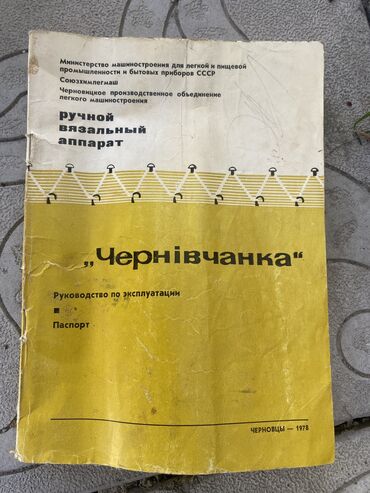 Министерство машиностроения для легкой и пищевой
промышленности и бытовых приборов СССР
Союзхимлегмаш
Черновицкое производственное объединение
легкого машиностроения
ручной
вязальный
аппарат
„Чернівчанка“
Руководство по эксплуатации
Паспорт
ЧЕРНОВЦЫ — 1978